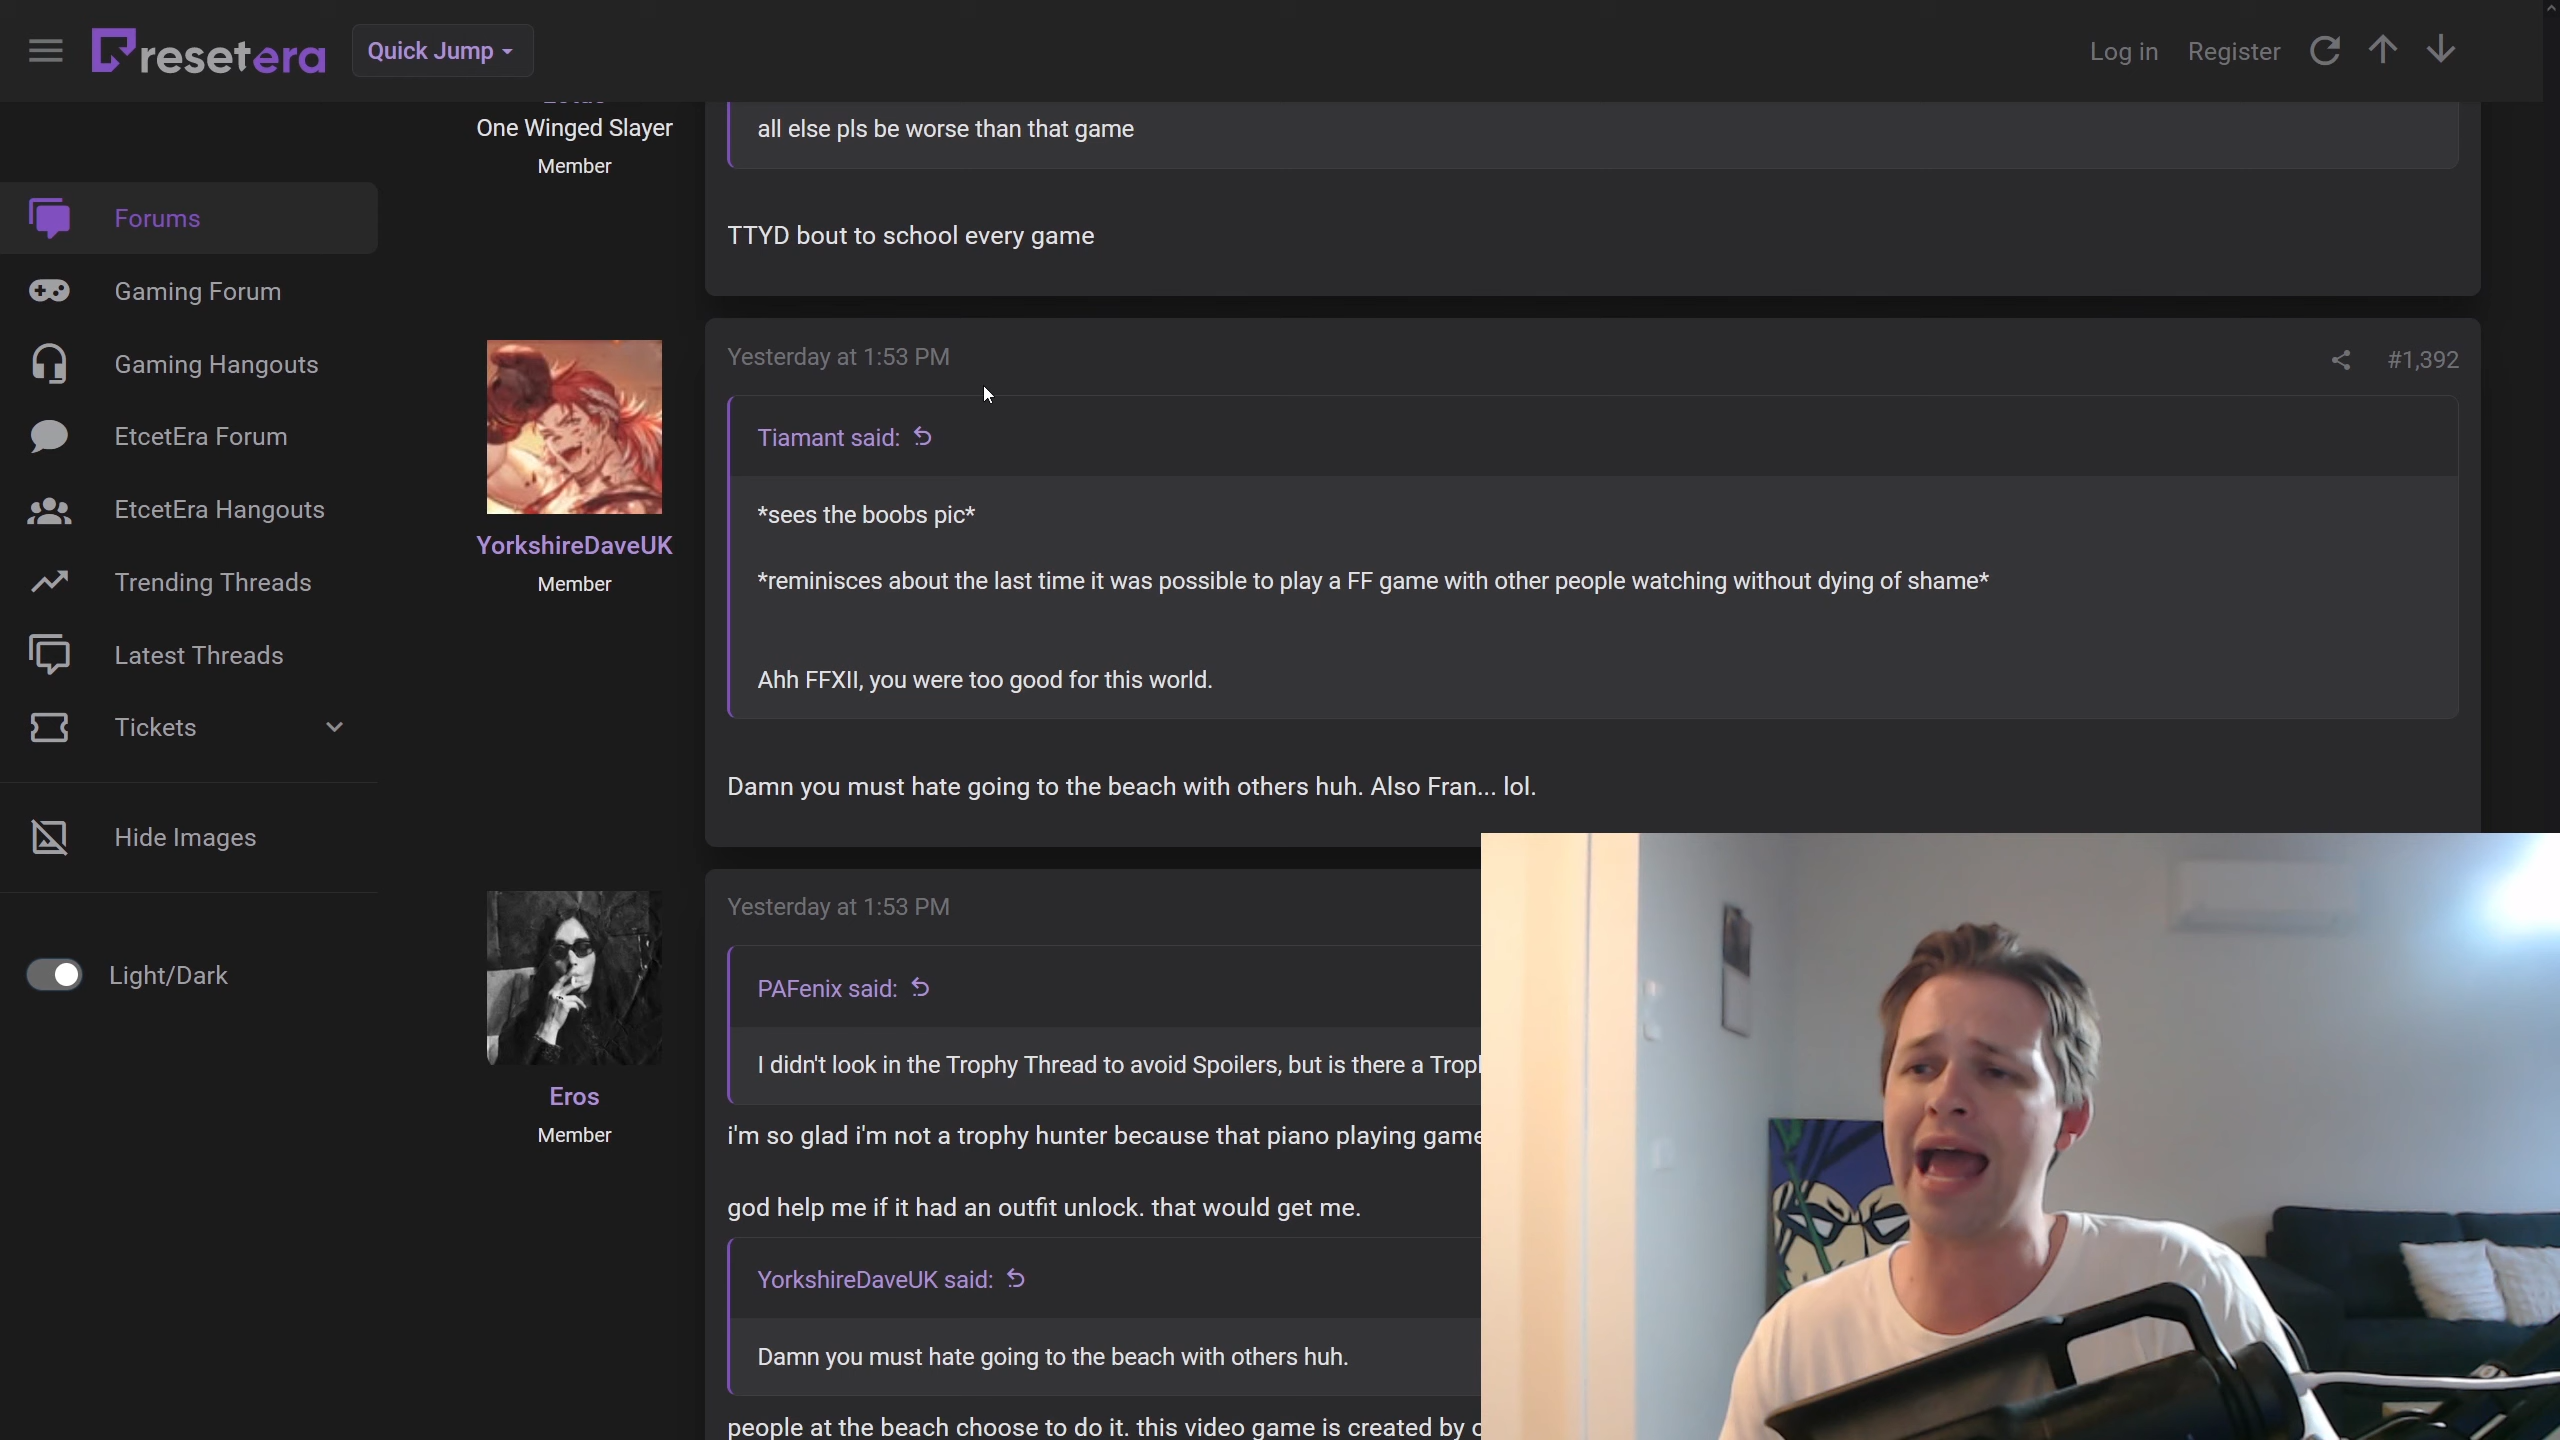 resetera
Quick Jump
Log in
Register
One Winged Slayer
Member
all else pls be worse than that game
TTYD bout to school every game
Forums
Gaming Forum
Gaming Hangouts
EtcetEra Forum
EtcetEra Hangouts
Trending Threads
Latest Threads
Tickets
Hide Images
Light/Dark
YorkshireDaveUK
Member
Yesterday at 1:53 PM
#1,392
Tiamant said:
*sees the boobs pic*
*reminisces about the last time it was possible to play a FF game with other people watching without dying of shame*
Ahh FFXII, you were too good for this world.
Damn you must hate going to the beach with others huh. Also Fran... lol.
Eros
Member
Yesterday at 1:53 PM
PAFenix said:
I didn't look in the Trophy Thread to avoid Spoilers, but is there a
i'm so glad i'm not a trophy hunter because that piano playing game
god help me if it had an outfit unlock. that would get me.
YorkshireDaveUK said:
Damn you must hate going to the beach with others huh.
people at the beach choose to do it. this video game is created by